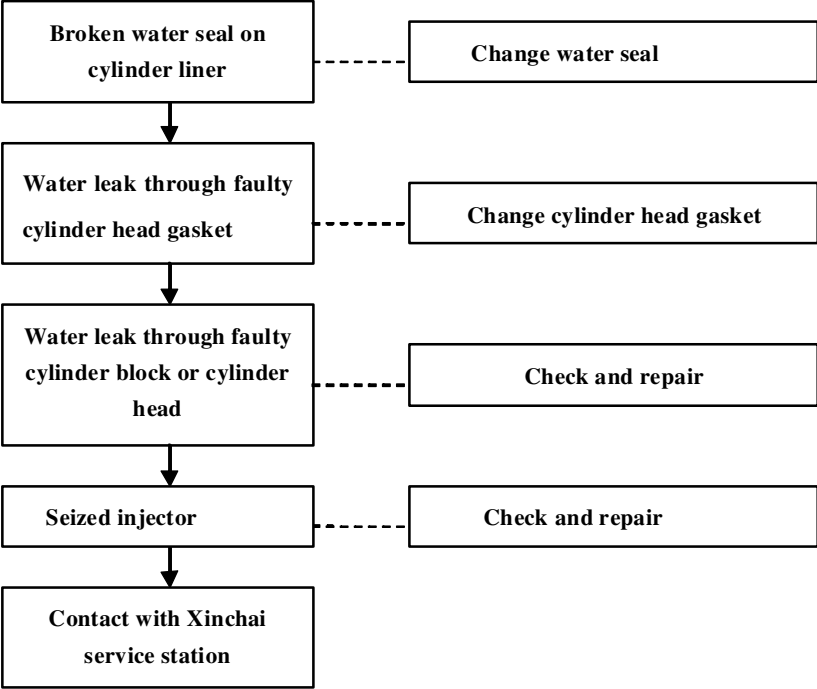 Broken water seal on
cylinder liner
Change water seal
Water leak through faulty
cylinder head gasket
Change cylinder head gasket
Water leak through faulty
cylinder block or cylinder
head
Check and repair
Seized injector
Check and repair
Contact with Xinchai
service station